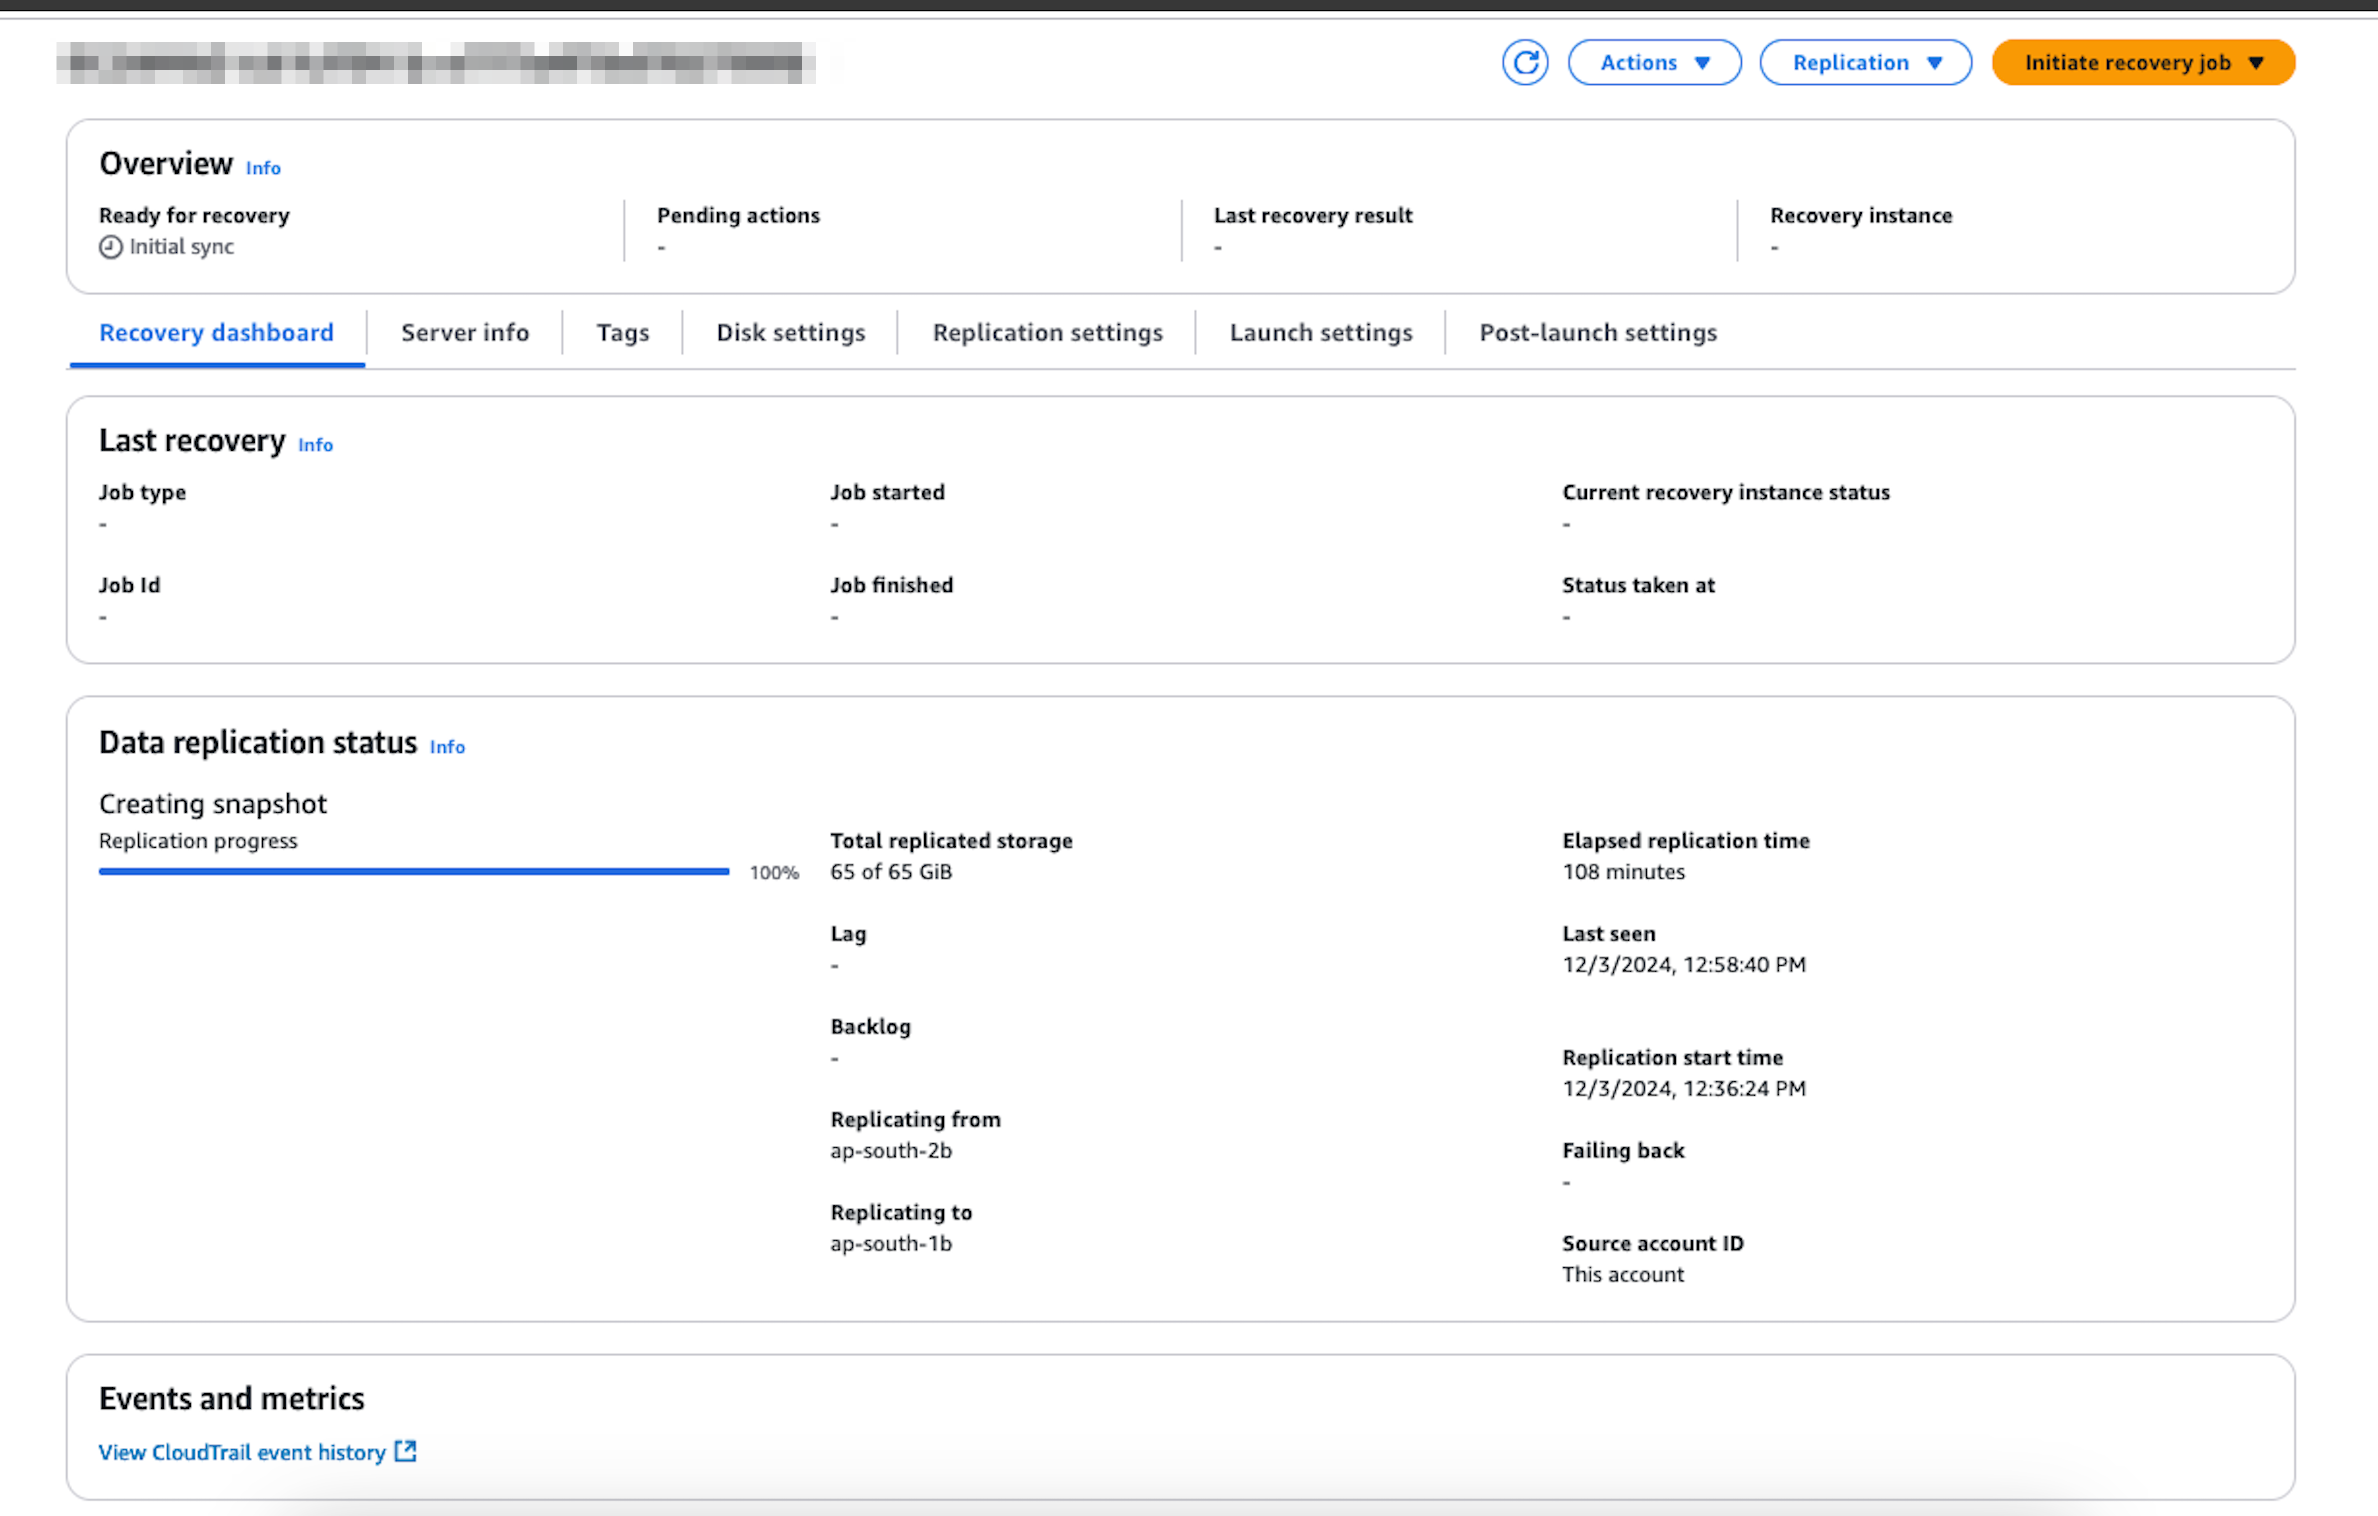 Actions
Replication
Initiate recovery job
Overview Info
Ready for recovery
Initial sync
Pending actions
-
Last recovery result
-
Recovery instance
-
Recovery dashboard
Server info
Tags
Disk settings
Replication settings
Launch settings
Post-launch settings
Last recovery Info
Job type
-
Job started
-
Current recovery instance status
-
Job Id
-
Job finished
-
Status taken at
-
Data replication status Info
Creating snapshot
Replication progress
100%
Total replicated storage
65 of 65 GiB
Lag
-
Backlog
-
Replicating from
ap-south-2b
Replicating to
ap-south-1b
Elapsed replication time
108 minutes
Last seen
12/3/2024, 12:58:40 PM
Replication start time
12/3/2024, 12:36:24 PM
Failing back
-
Source account ID
This account
Events and metrics
View CloudTrail event history